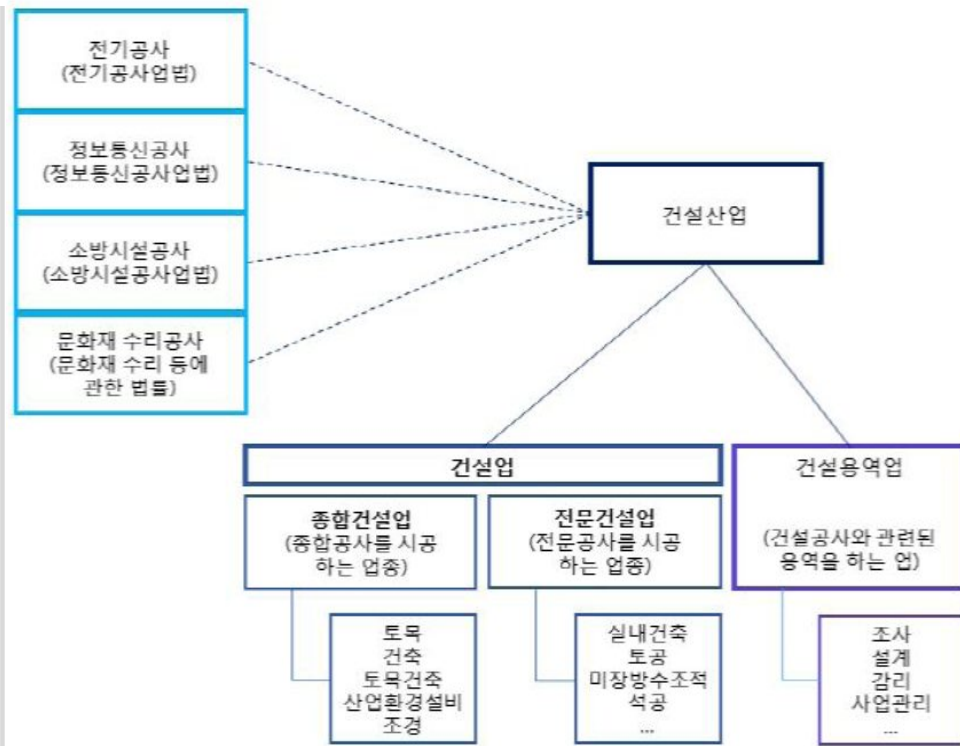 전기공사
(전기공사업법)
정보통신공사
(정보통신공사업법)
소방시설공사
(소방시설공사업법)
문화재 수리공사
(문화재 수리 등에
관한 법률)
건설산업
건설업
종합건설업
(종합공사를 시공
하는 업종)
전문건설업
(전문공사를 시공
하는 업종)
건설용역업
(건설공사와 관련된
용역을 하는 업)
토목
건축
토목건축
산업환경설비
조경
실내건축
토공
미장방수조적
석공
...
조사
설계
감리
사업관리
...